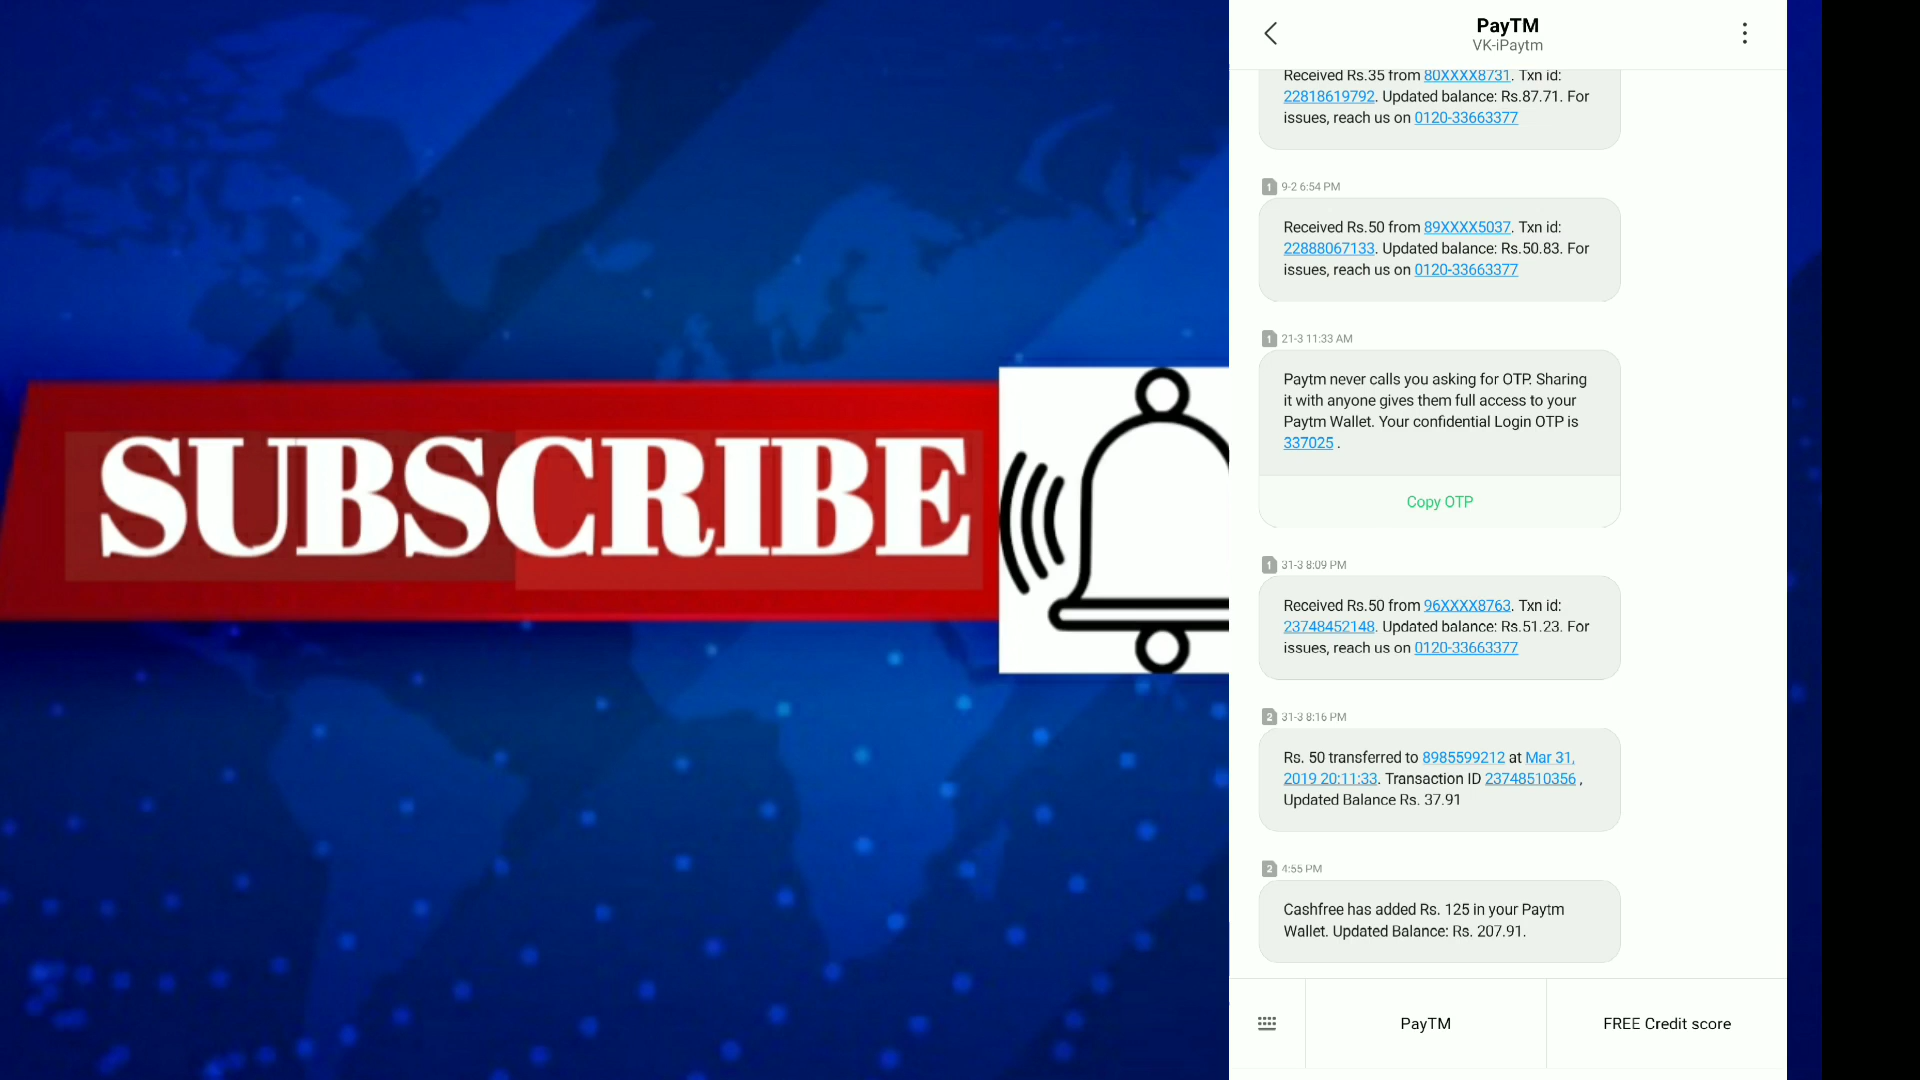 SUBSCRIBE
PayTM
VK-iPaytm
Received Rs.35 from 80XXXX8731. Txn id:
22818619792. Updated balance: Rs.87.71. For
issues, reach us on 0120-33663377
1 9-2 6:54 PM
Received Rs.50 from 89XXXX5037. Txn id:
22888067133. Updated balance: Rs.50.83. For
issues, reach us on 0120-33663377
1 21-3 11:33 AM
Paytm never calls you asking for OTP. Sharing
it with anyone gives them full access to your
Paytm Wallet. Your confidential Login OTP is
337025 .
Copy OTP
1 31-3 8:09 PM
Received Rs.50 from 96XXXX8763. Txn id:
23748452148. Updated balance: Rs.51.23. For
issues, reach us on 0120-33663377
2 31-3 8:16 PM
Rs. 50 transferred to 8985599212 at Mar 31,
2019 20:11:33. Transaction ID 23748510356 ,
Updated Balance Rs. 37.91
2 4:55 PM
Cashfree has added Rs. 125 in your Paytm
Wallet. Updated Balance: Rs. 207.91.
PayTM
FREE Credit score